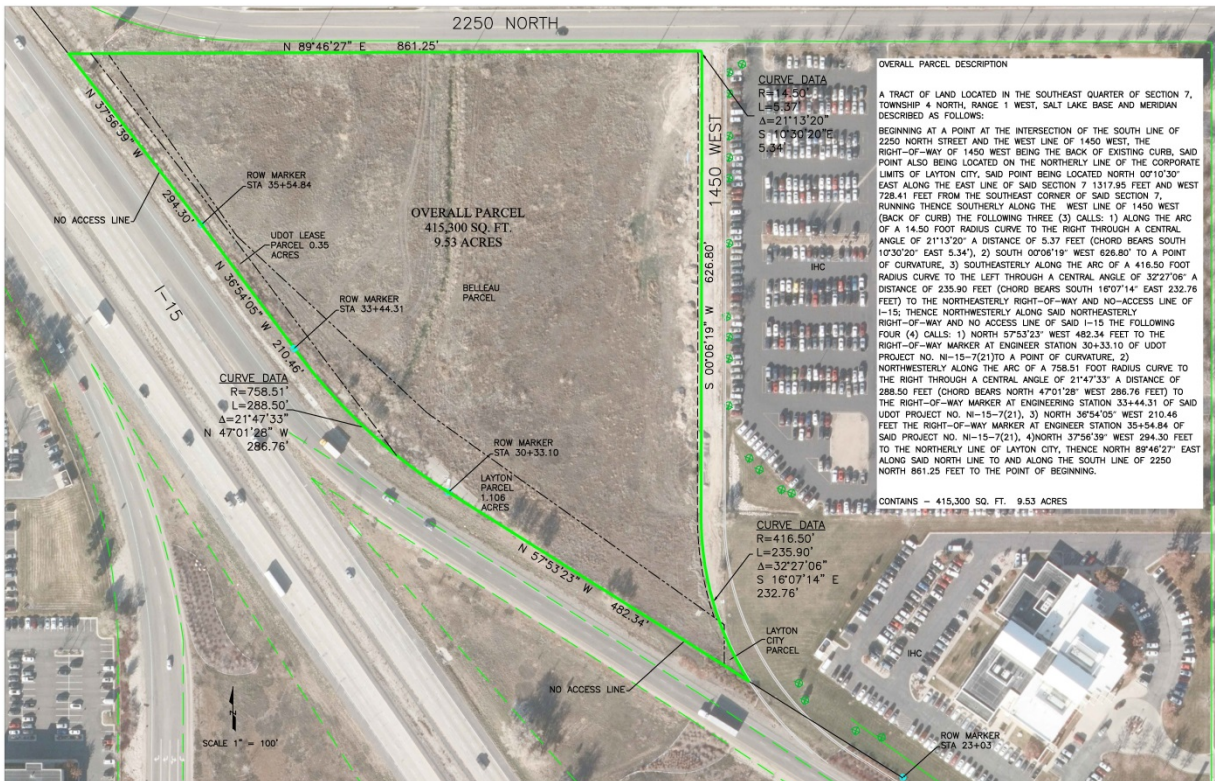 2250 NORTH
N 89°46'27" E 861.25'
CURVE DATA
R=14.50'
L=5.37'
Δ=21°13'20"
S 10°30'20"E
5.34'
1450 WEST
N 37°56'39" W
294.30'
ROW MARKER
STA 35+54.84
NO ACCESS LINE
OVERALL PARCEL
415,300 SQ. FT.
9.53 ACRES
UDOT LEASE
PARCEL 0.35
ACRES
N 36°54'05" W
210.46'
I-15
BELLEAU
PARCEL
ROW MARKER
STA 33+44.31
S 00°06'19" W 626.80'
IHC
CURVE DATA
R=758.51'
L=288.50'
Δ=21°47'33"
N 47°01'28" W
286.76'
ROW MARKER
STA 30+33.10
LAYTON
PARCEL
1.106
ACRES
N 57°53'23" W 482.34'
CURVE DATA
R=416.50'
L=235.90'
Δ=32°27'06"
S 16°07'14" E
232.76'
LAYTON
CITY
PARCEL
NO ACCESS LINE
IHC
ROW MARKER
STA 23+03
SCALE 1" = 100'
OVERALL PARCEL DESCRIPTION
A TRACT OF LAND LOCATED IN THE SOUTHEAST QUARTER OF SECTION 7,
TOWNSHIP 4 NORTH, RANGE 1 WEST, SALT LAKE BASE AND MERIDIAN
DESCRIBED AS FOLLOWS:
BEGINNING AT A POINT AT THE INTERSECTION OF THE SOUTH LINE OF
2250 NORTH STREET AND THE WEST LINE OF 1450 WEST, THE
RIGHT-OF-WAY OF 1450 WEST BEING THE BACK OF EXISTING CURB, SAID
POINT ALSO BEING LOCATED ON THE NORTHERLY LINE OF THE CORPORATE
LIMITS OF LAYTON CITY, SAID POINT BEING LOCATED NORTH 00°10'30"
EAST ALONG THE EAST LINE OF SAID SECTION 7 1317.95 FEET AND WEST
728.41 FEET FROM THE SOUTHEAST CORNER OF SAID SECTION 7,
RUNNING THENCE SOUTHERLY ALONG THE WEST LINE OF 1450 WEST
(BACK OF CURB) THE FOLLOWING THREE (3) CALLS: 1) ALONG THE ARC
OF A 14.50 FOOT RADIUS CURVE TO THE RIGHT THROUGH A CENTRAL
ANGLE OF 21°13'20" A DISTANCE OF 5.37 FEET (CHORD BEARS SOUTH
10°30'20" EAST 5.34'), 2) SOUTH 00°06'19" WEST 626.80' TO A POINT
OF CURVATURE, 3) SOUTHEASTERLY ALONG THE ARC OF A 416.50 FOOT
RADIUS CURVE TO THE LEFT THROUGH A CENTRAL ANGLE OF 32°27'06" A
DISTANCE OF 235.90 FEET (CHORD BEARS SOUTH 16°07'14" EAST 232.76
FEET) TO THE NORTHEASTERLY RIGHT-OF-WAY AND NO-ACCESS LINE OF
I-15; THENCE NORTHWESTERLY ALONG SAID NORTHEASTERLY
RIGHT-OF-WAY AND NO ACCESS LINE OF SAID I-15 THE FOLLOWING
FOUR (4) CALLS: 1) NORTH 57°53'23" WEST 482.34 FEET TO THE
RIGHT-OF-WAY MARKER AT ENGINEER STATION 30+33.10 OF UDOT
PROJECT NO. NI-15-7(21)TO A POINT OF CURVATURE, 2)
NORTHWESTERLY ALONG THE ARC OF A 758.51 FOOT RADIUS CURVE TO
THE RIGHT THROUGH A CENTRAL ANGLE OF 21°47'33" A DISTANCE OF
288.50 FEET (CHORD BEARS NORTH 47°01'28" WEST 286.76 FEET) TO
THE RIGHT-OF-WAY MARKER AT ENGINEERING STATION 33+44.31 OF SAID
UDOT PROJECT NO. NI-15-7(21), 3) NORTH 36°54'05" WEST 210.46
FEET THE RIGHT-OF-WAY MARKER AT ENGINEER STATION 35+54.84 OF
SAID PROJECT NO. NI-15-7(21), 4)NORTH 37°56'39" WEST 294.30 FEET
TO THE NORTHERLY LINE OF LAYTON CITY, THENCE NORTH 89°46'27" EAST
ALONG SAID NORTH LINE TO AND ALONG THE SOUTH LINE OF 2250
NORTH 861.25 FEET TO THE POINT OF BEGINNING.
CONTAINS - 415,300 SQ. FT. 9.53 ACRES